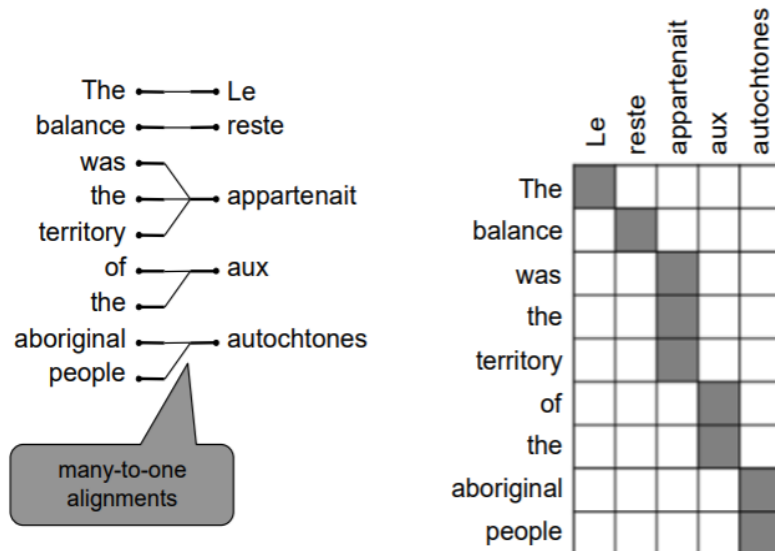 The Le
balance reste
was
the appartenait
territory
of aux
the
aboriginal autochtones
people
many-to-one
alignments
Le
reste
appartenait
aux
autochtones
The
balance
was
the
territory
of
the
aboriginal
people